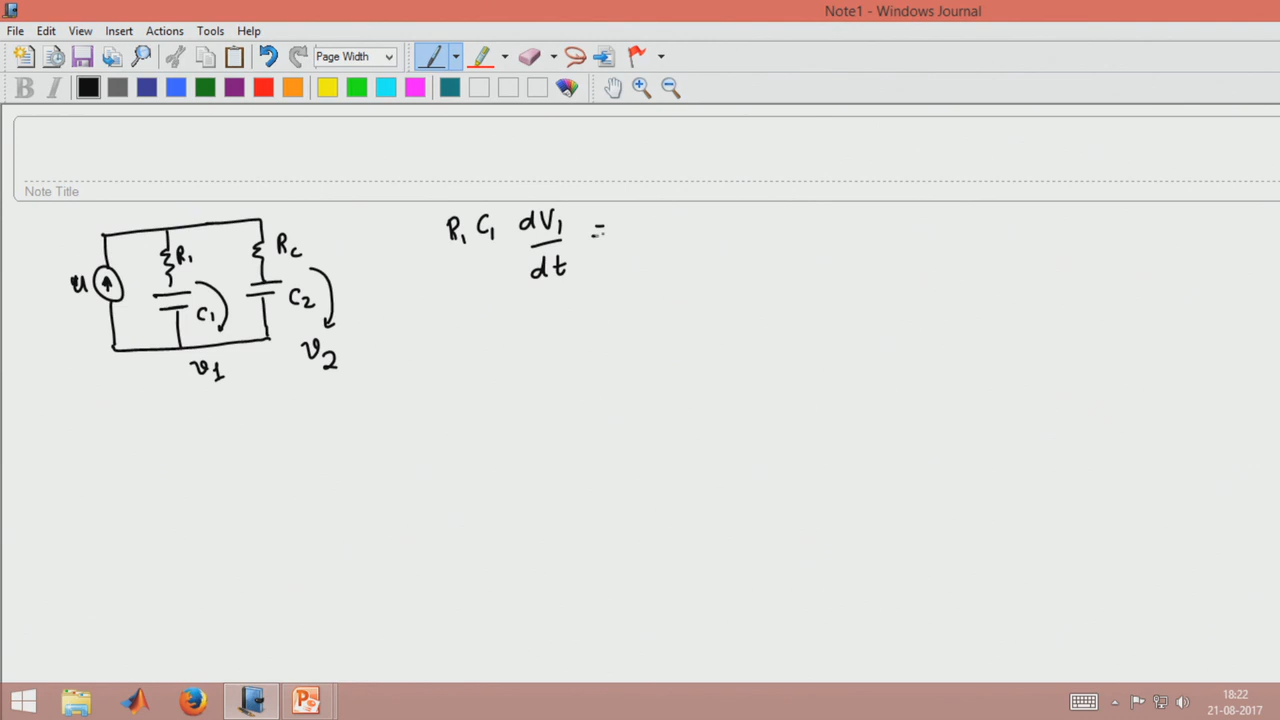 Note1 - Windows Journal
File Edit View Insert Actions Tools Help
Page Width
B I
Note Title
R₁ C₁ dV₁ =
dt
u R₁ Rc
C₁ C₂
v₁ v₂
18:22
21-08-2017